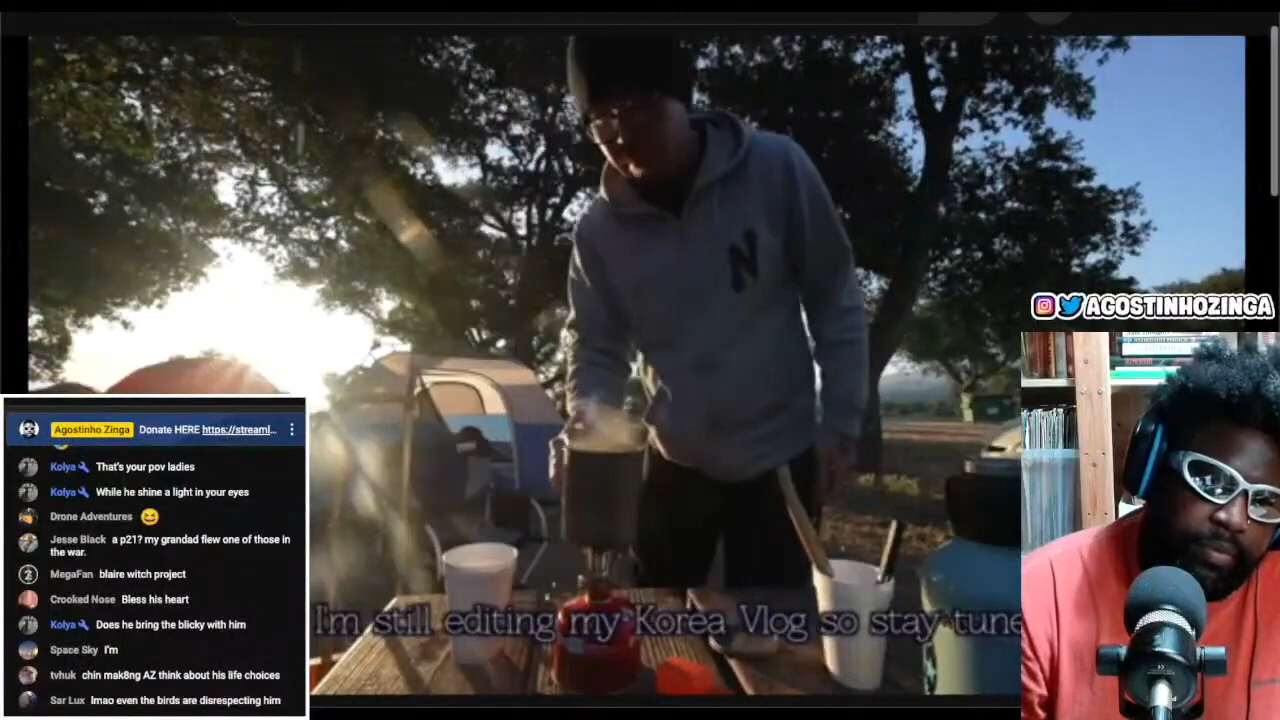 N
AGOSTINHOZINGA
Agostinho Zinga Donate HERE https://streaml...
Kolya That's your pov ladies
Kolya While he shine a light in your eyes
Drone Adventures
Jesse Black a p21? my grandad flew one of those in
the war.
MegaFan blaire witch project
Crooked Nose Bless his heart
Kolya Does he bring the blicky with him
Space Sky I'm
tvhuk chin mak8ng AZ think about his life choices
Sar Lux lmao even the birds are disrespecting him
I'm still editing my Korea Vlog so stay tune